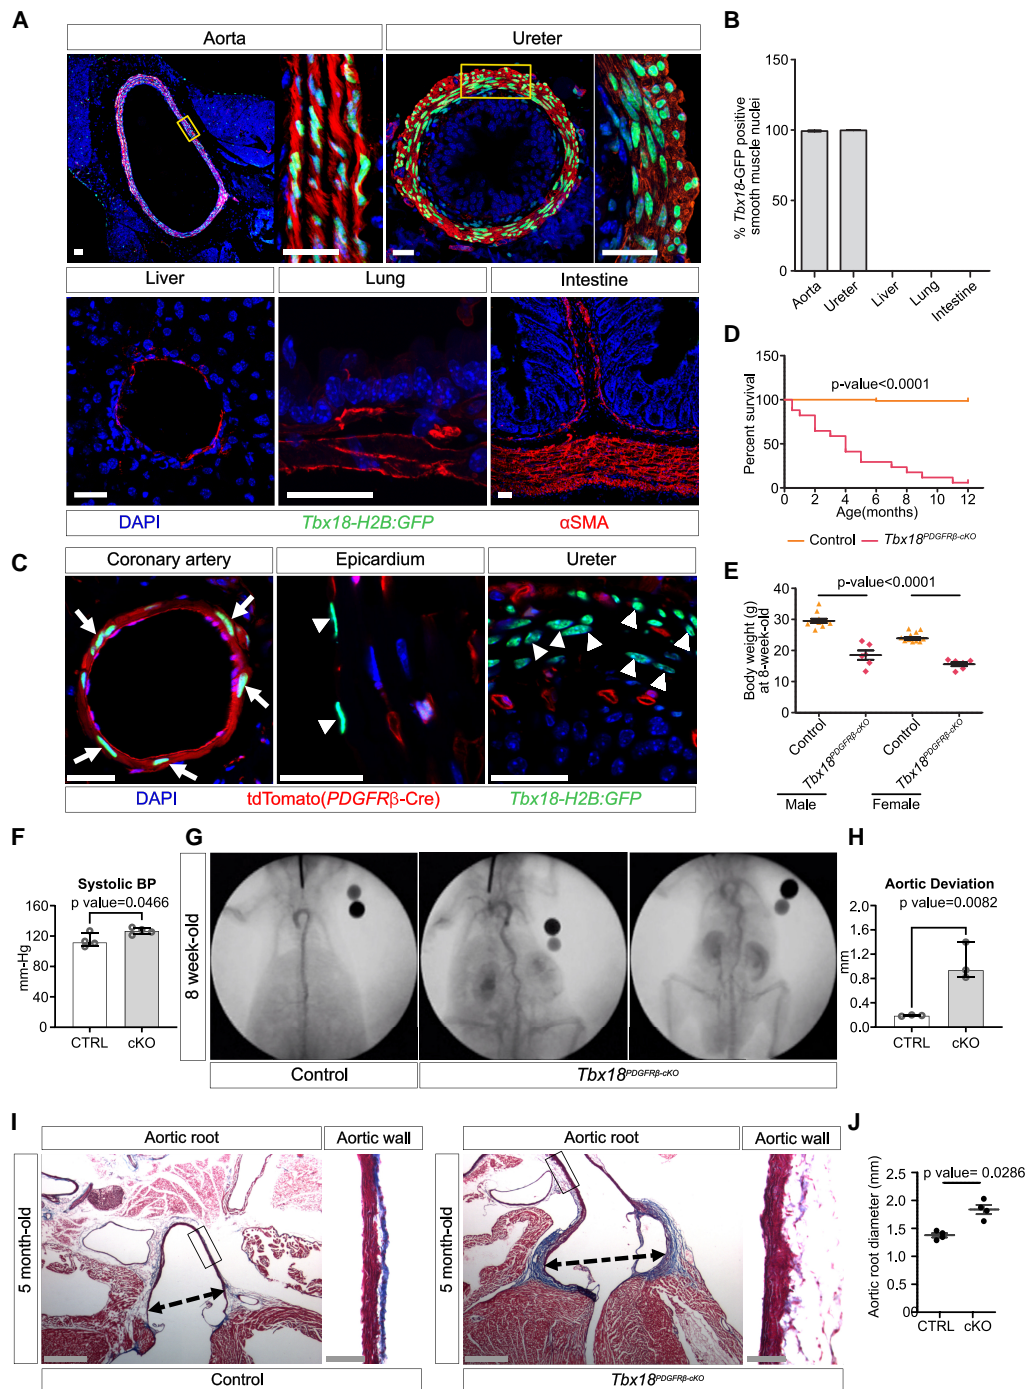 A
Aorta
Ureter
Liver
Lung
Intestine
DAPI
Tbx18-H2B:GFP
αSMA
B
% Tbx18-GFP positive
smooth muscle nuclei
150
100
50
0
Aorta
Ureter
Liver
Lung
Intestine
C
Coronary artery
Epicardium
Ureter
DAPI
tdTomato(PDGFRβ-Cre)
Tbx18-H2B:GFP
D
Percent survival
150
100
50
0
p-value<0.0001
0 2 4 6 8 10 12
Age(months)
Control
Tbx18PDGFRβ-cKO
E
Body weight (g)
at 8-week-old
p-value<0.0001
40
30
20
10
0
Control
Tbx18PDGFRβ-cKO
Control
Tbx18PDGFRβ-cKO
Male
Female
F
Systolic BP
p value=0.0466
mm-Hg
160
120
80
40
0
CTRL cKO
G
8 week-old
Control
Tbx18PDGFRβ-cKO
H
Aortic Deviation
p value=0.0082
mm
2.0
1.6
1.2
0.8
0.4
0.0
CTRL cKO
I
Aortic root
Aortic wall
5 month-old
Control
Aortic root
Aortic wall
5 month-old
Tbx18PDGFRβ-cKO
J
p value= 0.0286
Aortic root diameter (mm)
2.5
2.0
1.5
1.0
0.5
CTRL cKO